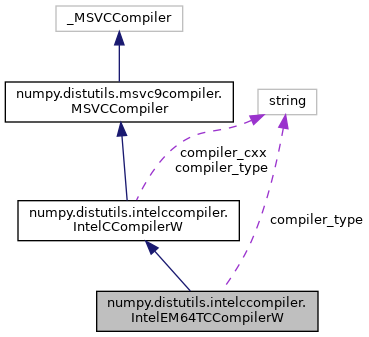 _MSVCCompiler
numpy.distutils.msvc9compiler.
MSVCCompiler
string
compiler_cxx
compiler_type
numpy.distutils.intelccompiler.
IntelCCompilerW
compiler_type
numpy.distutils.intelccompiler.
IntelEM64TCCompilerW